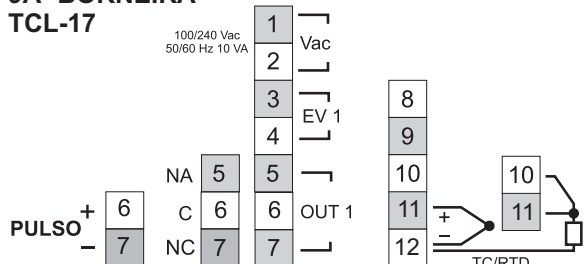 JA- BORNEIRA
TCL-17
100/240 Vac
50/60 Hz 10 VA
1
Vac
2
3
EV 1
4
8
9
NA 5 5
10
10
PULSO
+ 6
C 6 6 OUT 1
11 +
11
– 7
NC 7 7
12 –
TC/RTD